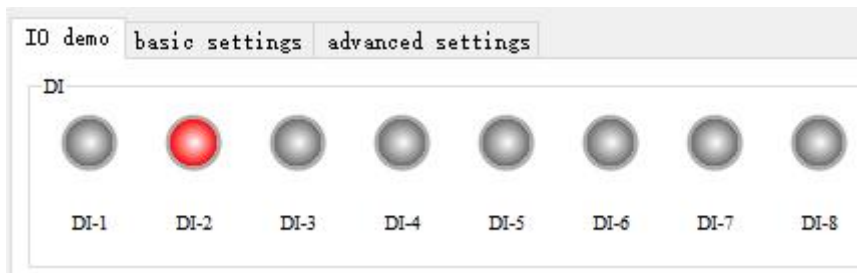 IO demo basic settings advanced settings
DI
DI-1 DI-2 DI-3 DI-4 DI-5 DI-6 DI-7 DI-8